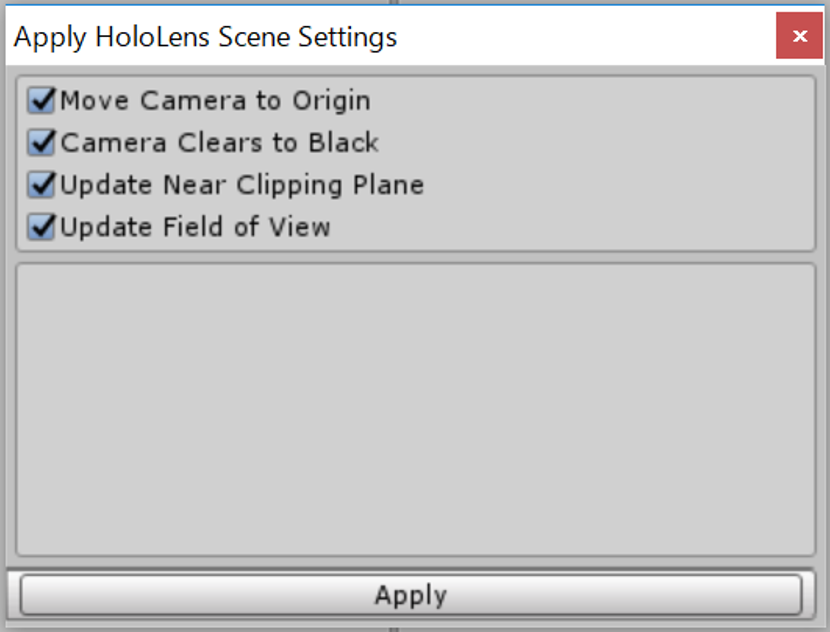 Apply HoloLens Scene Settings
Move Camera to Origin
Camera Clears to Black
Update Near Clipping Plane
Update Field of View
Apply